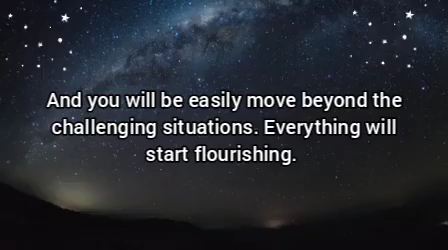 And you will be easily move beyond the
challenging situations. Everything will
start flourishing.